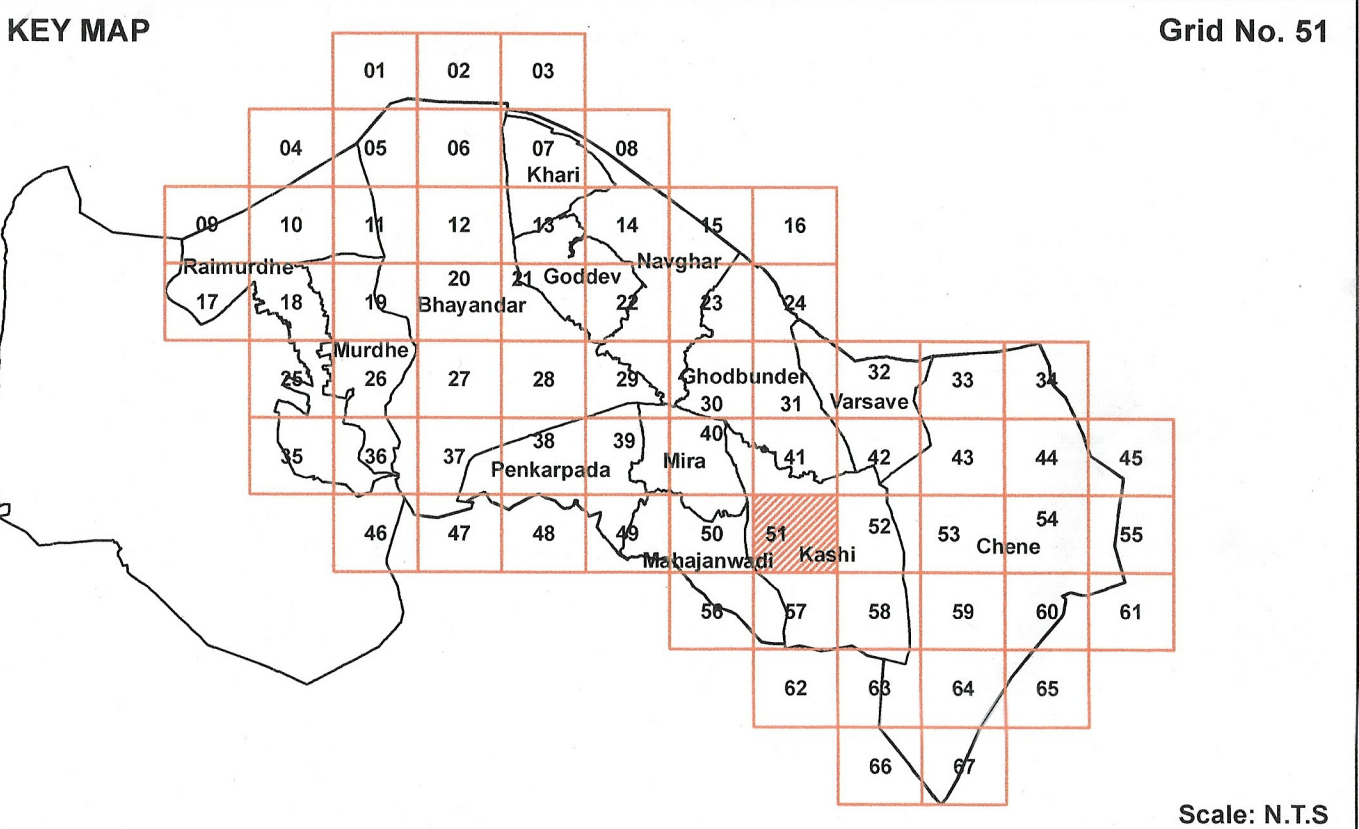 KEY MAP
Grid No. 51
01 02 03
04 05 06 07 08
Khari
09 10 11 12 13 14 15 16
Raimurdhe Goddev Navghar
17 18 19 20 21 22 23 24
Bhayandar
Murdhe
25 26 27 28 29 30 31 32 33 34
Ghodbunder Varsave
35 36 37 38 39 40 41 42 43 44 45
Penkarpada Mira
46 47 48 49 50 51 52 53 54 55
Mahajanwadi Kashi Chene
56 57 58 59 60 61
62 63 64 65
66 67
Scale: N.T.S